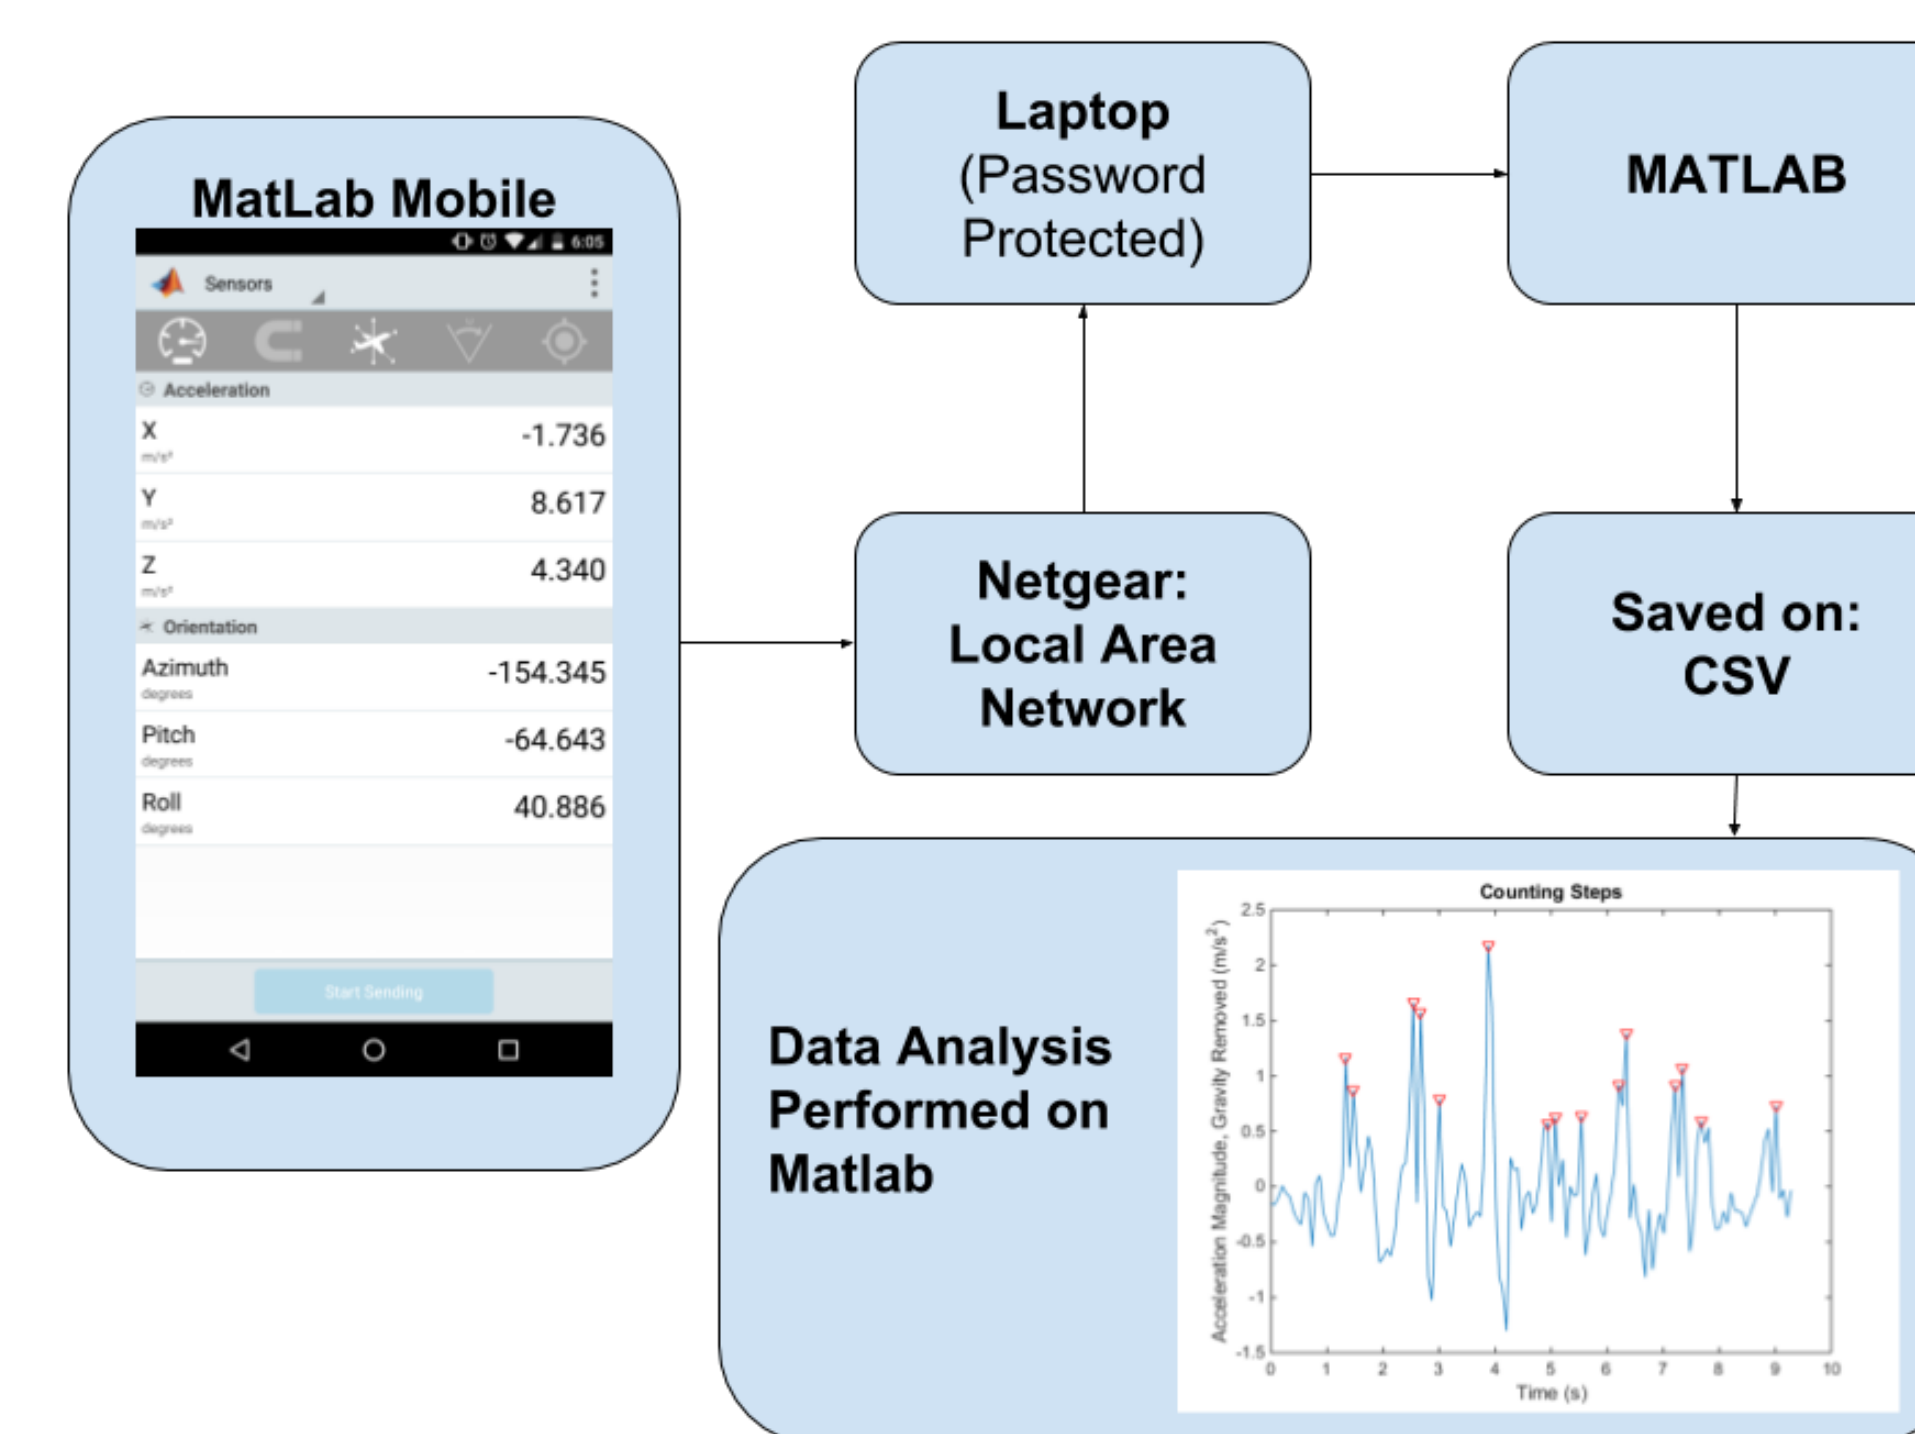 MatLab Mobile
6:05
Sensors
Acceleration
X
-1.736
m/s²
Y
8.617
m/s²
Z
4.340
m/s²
Orientation
Azimuth
-154.345
degrees
Pitch
-64.643
degrees
Roll
40.886
degrees
Start Sending
Laptop
(Password
Protected)
MATLAB
Netgear:
Local Area
Network
Saved on:
CSV
Data Analysis
Performed on
Matlab
Counting Steps
Acceleration Magnitude, Gravity Removed (m/s²)
2.5
2
1.5
1
0.5
0
-0.5
-1
-1.5
0 1 2 3 4 5 6 7 8 9 10
Time (s)